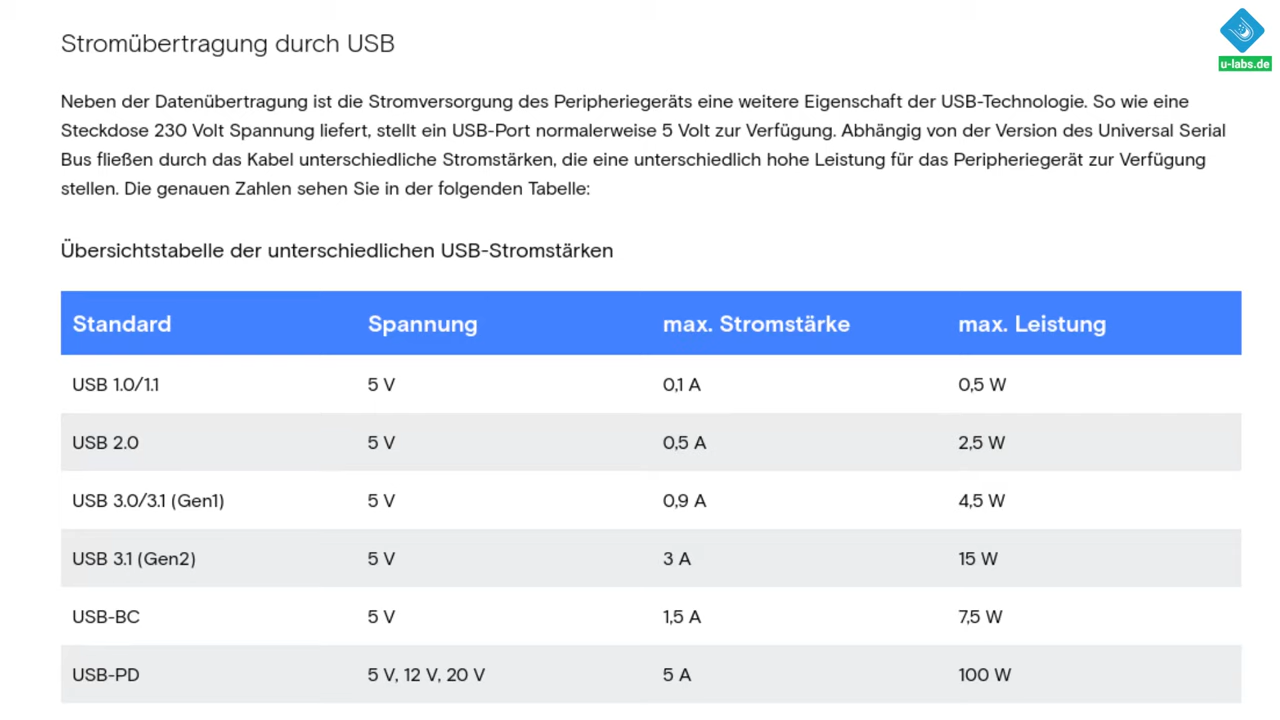 Stromübertragung durch USB
u-labs.de
Neben der Datenübertragung ist die Stromversorgung des Peripheriegeräts eine weitere Eigenschaft der USB-Technologie. So wie eine
Steckdose 230 Volt Spannung liefert, stellt ein USB-Port normalerweise 5 Volt zur Verfügung. Abhängig von der Version des Universal Serial
Bus fließen durch das Kabel unterschiedliche Stromstärken, die eine unterschiedlich hohe Leistung für das Peripheriegerät zur Verfügung
stellen. Die genauen Zahlen sehen Sie in der folgenden Tabelle:
Übersichtstabelle der unterschiedlichen USB-Stromstärken
Standard Spannung max. Stromstärke max. Leistung
USB 1.0/1.1 5 V 0,1 A 0,5 W
USB 2.0 5 V 0,5 A 2,5 W
USB 3.0/3.1 (Gen1) 5 V 0,9 A 4,5 W
USB 3.1 (Gen2) 5 V 3 A 15 W
USB-BC 5 V 1,5 A 7,5 W
USB-PD 5 V, 12 V, 20 V 5 A 100 W